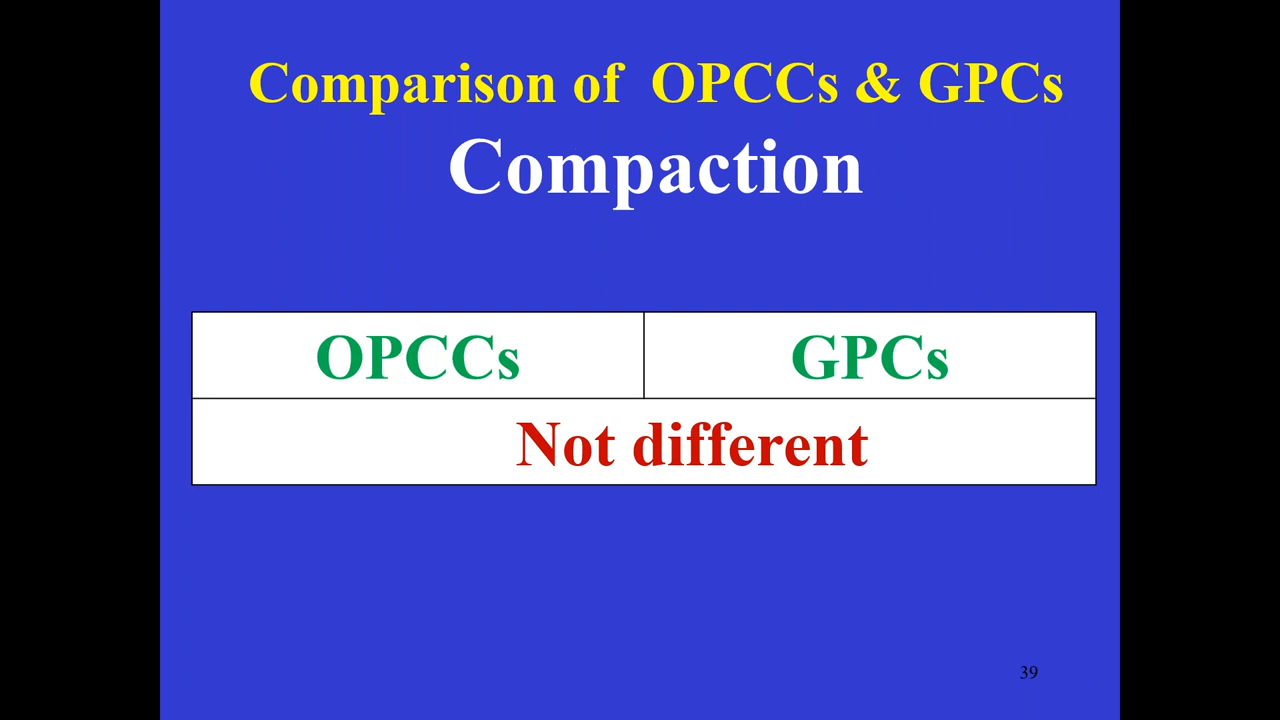 Comparison of OPCCs & GPCs
Compaction
OPCCs GPCs
Not different
39